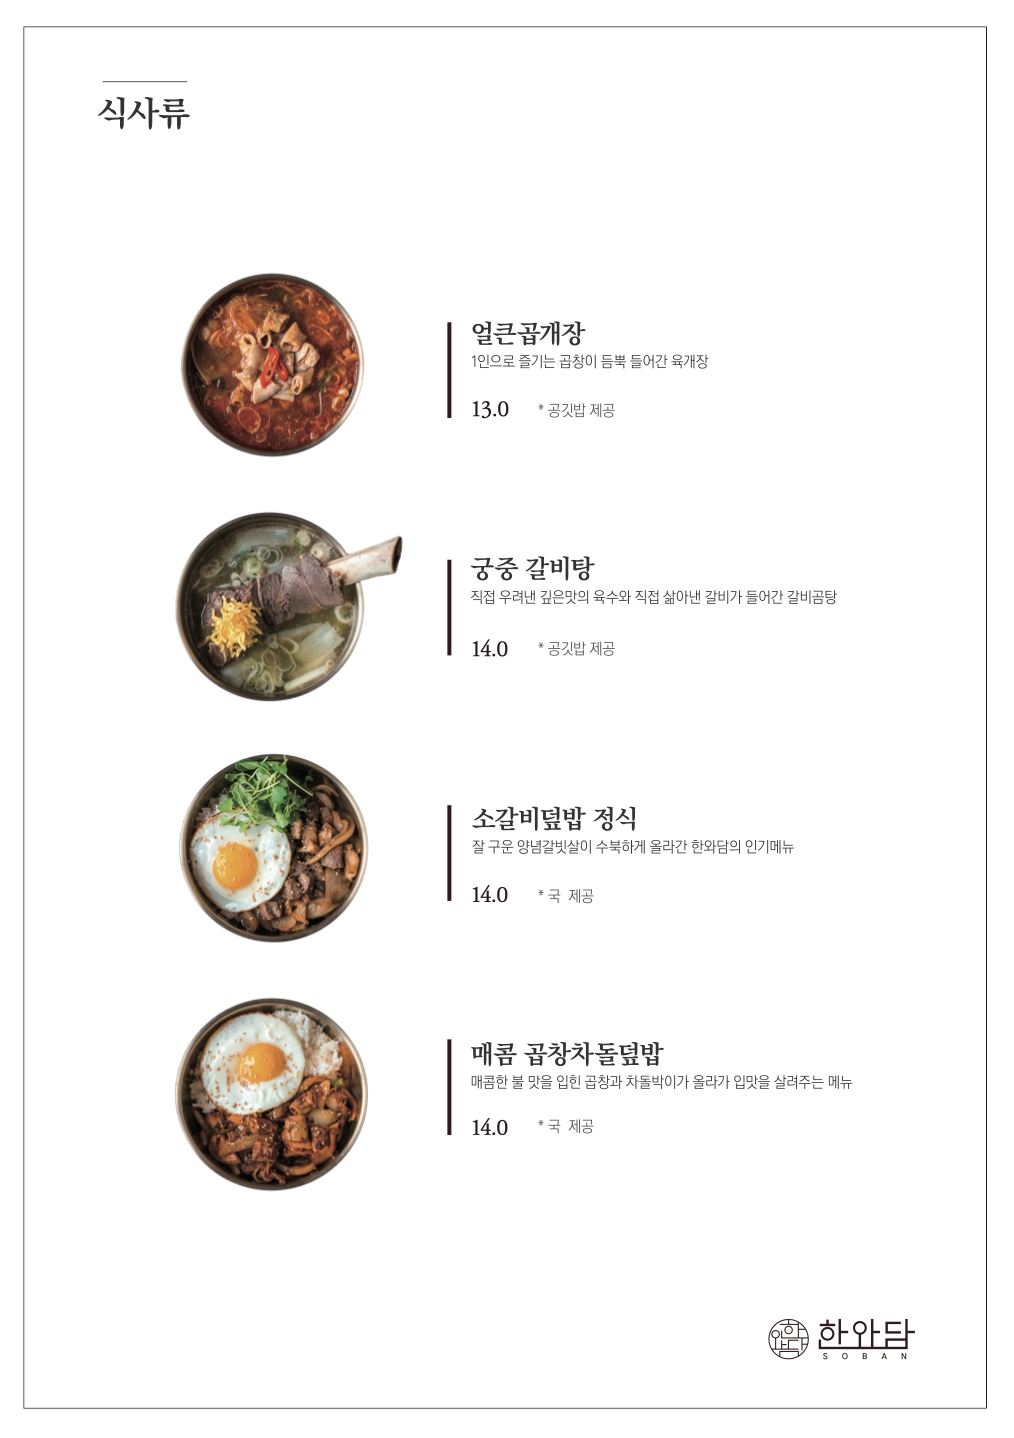 식사류
얼큰곱개장
1인으로 즐기는 곱창이 듬뿍 들어간 육개장
13.0 * 공깃밥 제공
궁중 갈비탕
직접 우려낸 깊은맛의 육수와 직접 삶아낸 갈비가 들어간 갈비곰탕
14.0 * 공깃밥 제공
소갈비덮밥 정식
잘 구운 양념갈빗살이 수북하게 올라간 한와담의 인기메뉴
14.0 * 국 제공
매콤 곱창차돌덮밥
매콤한 불 맛을 입힌 곱창과 차돌박이가 올라가 입맛을 살려주는 메뉴
14.0 * 국 제공
한와담
SOBAN